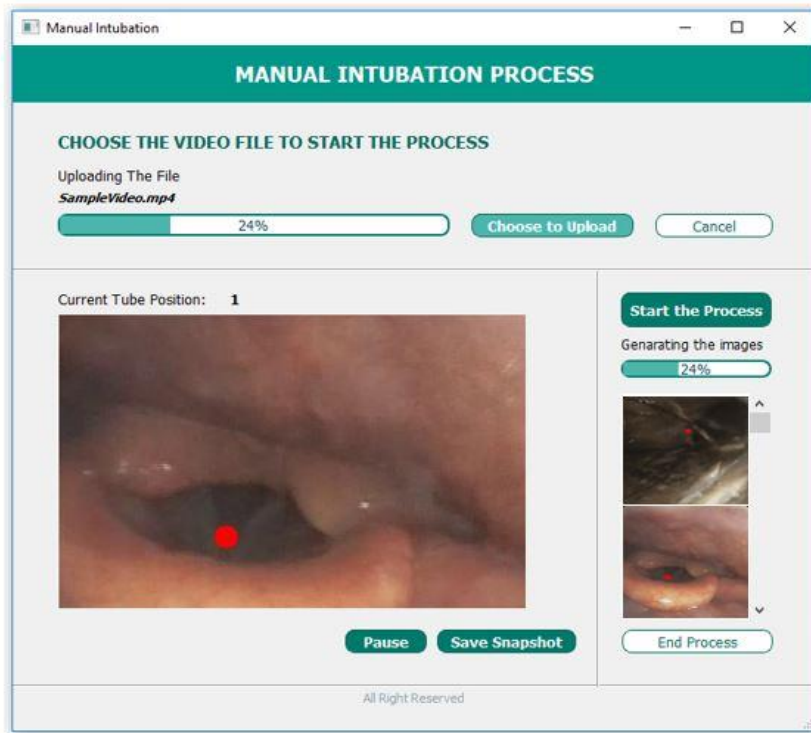 Manual Intubation
MANUAL INTUBATION PROCESS
CHOOSE THE VIDEO FILE TO START THE PROCESS
Uploading The File
SampleVideo.mp4
24%
Choose to Upload
Cancel
Current Tube Position: 1
Start the Process
Genarating the images
24%
Pause
Save Snapshot
End Process
All Right Reserved